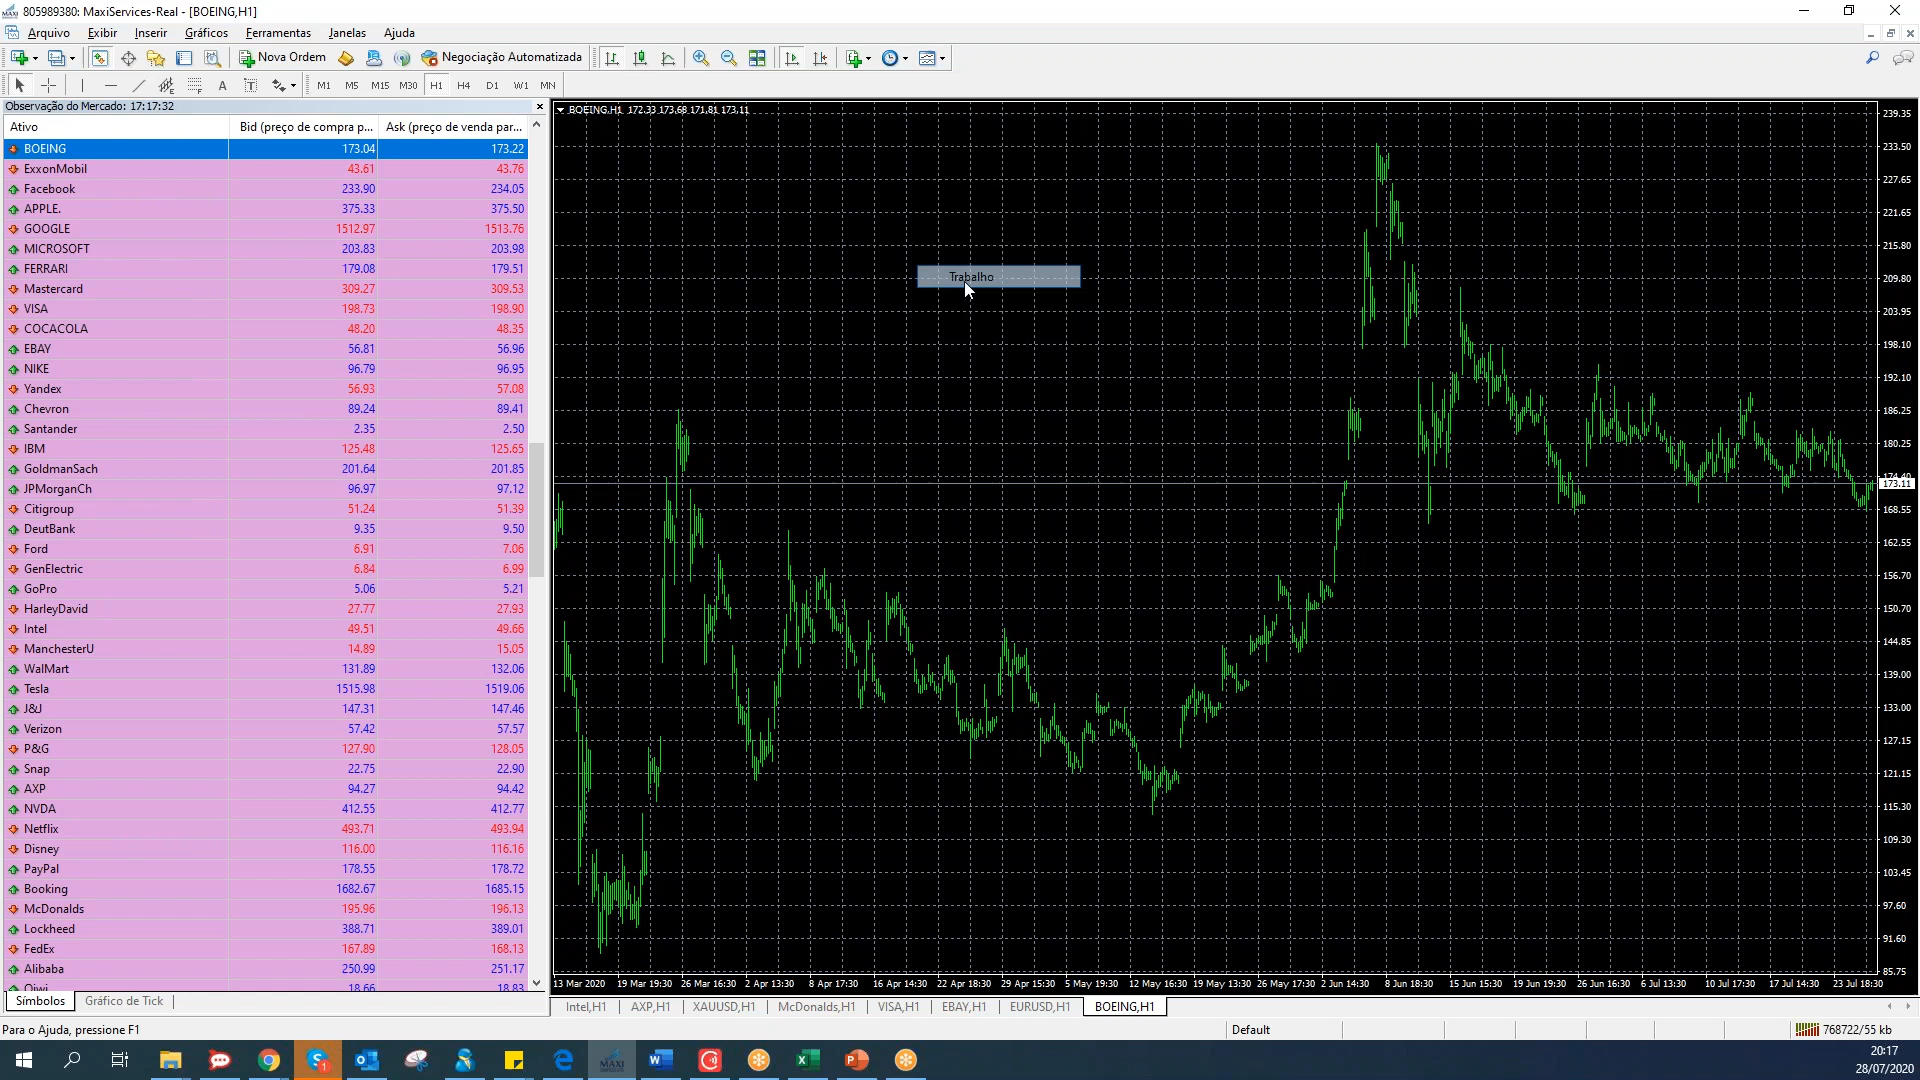 805989380: MaxiServices-Real - [BOEING,H1]
Arquivo Exibir Inserir Gráficos Ferramentas Janelas Ajuda
Nova Ordem Negociação Automatizada
A T M1 M5 M15 M30 H1 H4 D1 W1 MN
Observação do Mercado: 17:17:32
Ativo Bid (preço de compra p... Ask (preço de venda par...
BOEING 173.04 173.22
ExxonMobil 43.61 43.76
Facebook 233.90 234.05
APPLE. 375.33 375.50
GOOGLE 1512.97 1513.76
MICROSOFT 203.83 203.98
FERRARI 179.08 179.51
Mastercard 309.27 309.53
VISA 198.73 198.90
COCACOLA 48.20 48.35
EBAY 56.81 56.96
NIKE 96.79 96.95
Yandex 56.93 57.08
Chevron 89.24 89.41
Santander 2.35 2.50
IBM 125.48 125.65
GoldmanSach 201.64 201.85
JPMorganCh 96.97 97.12
Citigroup 51.24 51.39
DeutBank 9.35 9.50
Ford 6.91 7.06
GenElectric 6.84 6.99
GoPro 5.06 5.21
HarleyDavid 27.77 27.93
Intel 49.51 49.66
ManchesterU 14.89 15.05
WalMart 131.89 132.06
Tesla 1515.98 1519.06
J&J 147.31 147.46
Verizon 57.42 57.57
P&G 127.90 128.05
Snap 22.75 22.90
AXP 94.27 94.42
NVDA 412.55 412.77
Netflix 493.71 493.94
Disney 116.00 116.16
PayPal 178.55 178.72
Booking 1682.67 1685.15
McDonalds 195.96 196.13
Lockheed 388.71 389.01
FedEx 167.89 168.13
Alibaba 250.99 251.17
Qiwi 18.66 18.83
Símbolos Gráfico de Tick
BOEING,H1 172.33 173.68 171.81 173.11
Trabalho
239.35
233.50
227.65
221.65
215.80
209.80
203.95
198.10
192.10
186.25
180.25
174.40
173.11
168.55
162.55
156.70
150.70
144.85
139.00
133.00
127.15
121.15
115.30
109.30
103.45
97.60
91.60
85.75
13 Mar 2020 19 Mar 19:30 26 Mar 16:30 2 Apr 13:30 8 Apr 17:30 16 Apr 14:30 22 Apr 18:30 29 Apr 15:30 5 May 19:30 12 May 16:30 19 May 13:30 26 May 17:30 2 Jun 14:30 8 Jun 18:30 15 Jun 15:30 19 Jun 19:30 26 Jun 16:30 6 Jul 13:30 10 Jul 17:30 17 Jul 14:30 23 Jul 18:30
Intel,H1 AXP,H1 XAUUSD,H1 McDonalds,H1 VISA,H1 EBAY,H1 EURUSD,H1 BOEING,H1
Para o Ajuda, pressione F1 Default 768722/55 kb
MAXI
20:17
28/07/2020